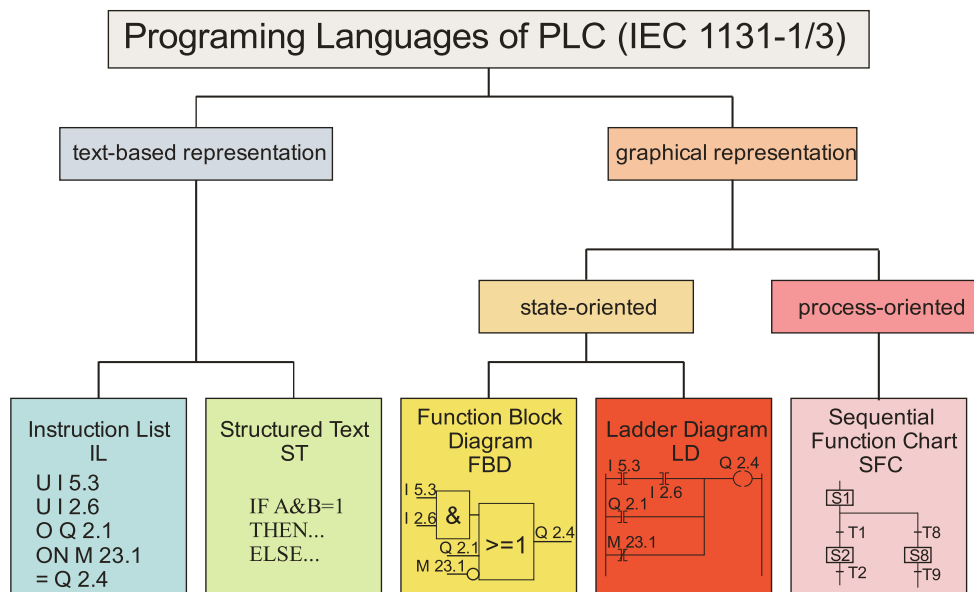 Programing Languages of PLC (IEC 1131-1/3)
text-based representation
graphical representation
state-oriented
process-oriented
Instruction List
IL
U I 5.3
U I 2.6
O Q 2.1
ON M 23.1
= Q 2.4
Structured Text
ST
IF A&B=1
THEN...
ELSE...
Function Block
Diagram
FBD
I 5.3
I 2.6
&
Q 2.1
M 23.1
>=1
Q 2.4
Ladder Diagram
LD
I 5.3
I 2.6
Q 2.4
Q 2.1
M 23.1
Sequential
Function Chart
SFC
S1
T1
T8
S2
S8
T2
T9